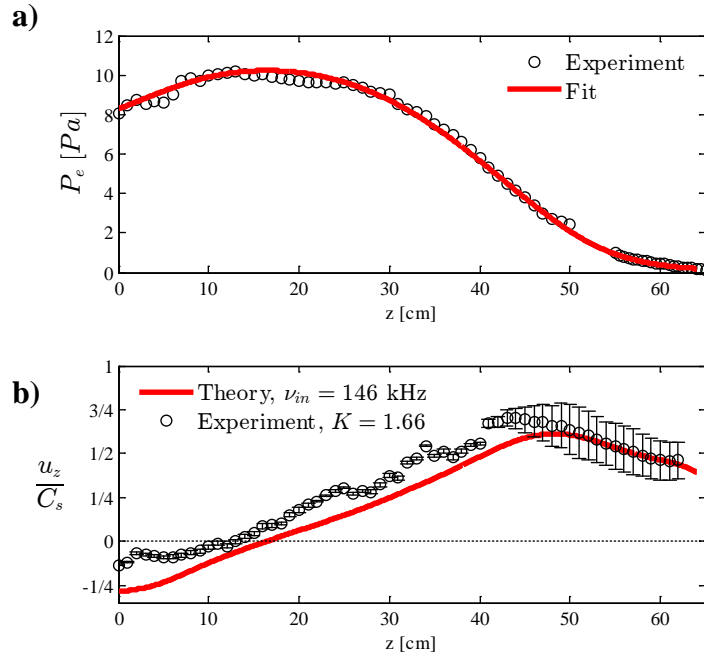 a)
12
10
8
6
4
2
0
P_e [Pa]
Experiment
Fit
0 10 20 30 40 50 60
z [cm]
b)
1
3/4
1/2
1/4
0
-1/4
u_z
C_s
Theory, ν_in = 146 kHz
Experiment, K = 1.66
0 10 20 30 40 50 60
z [cm]